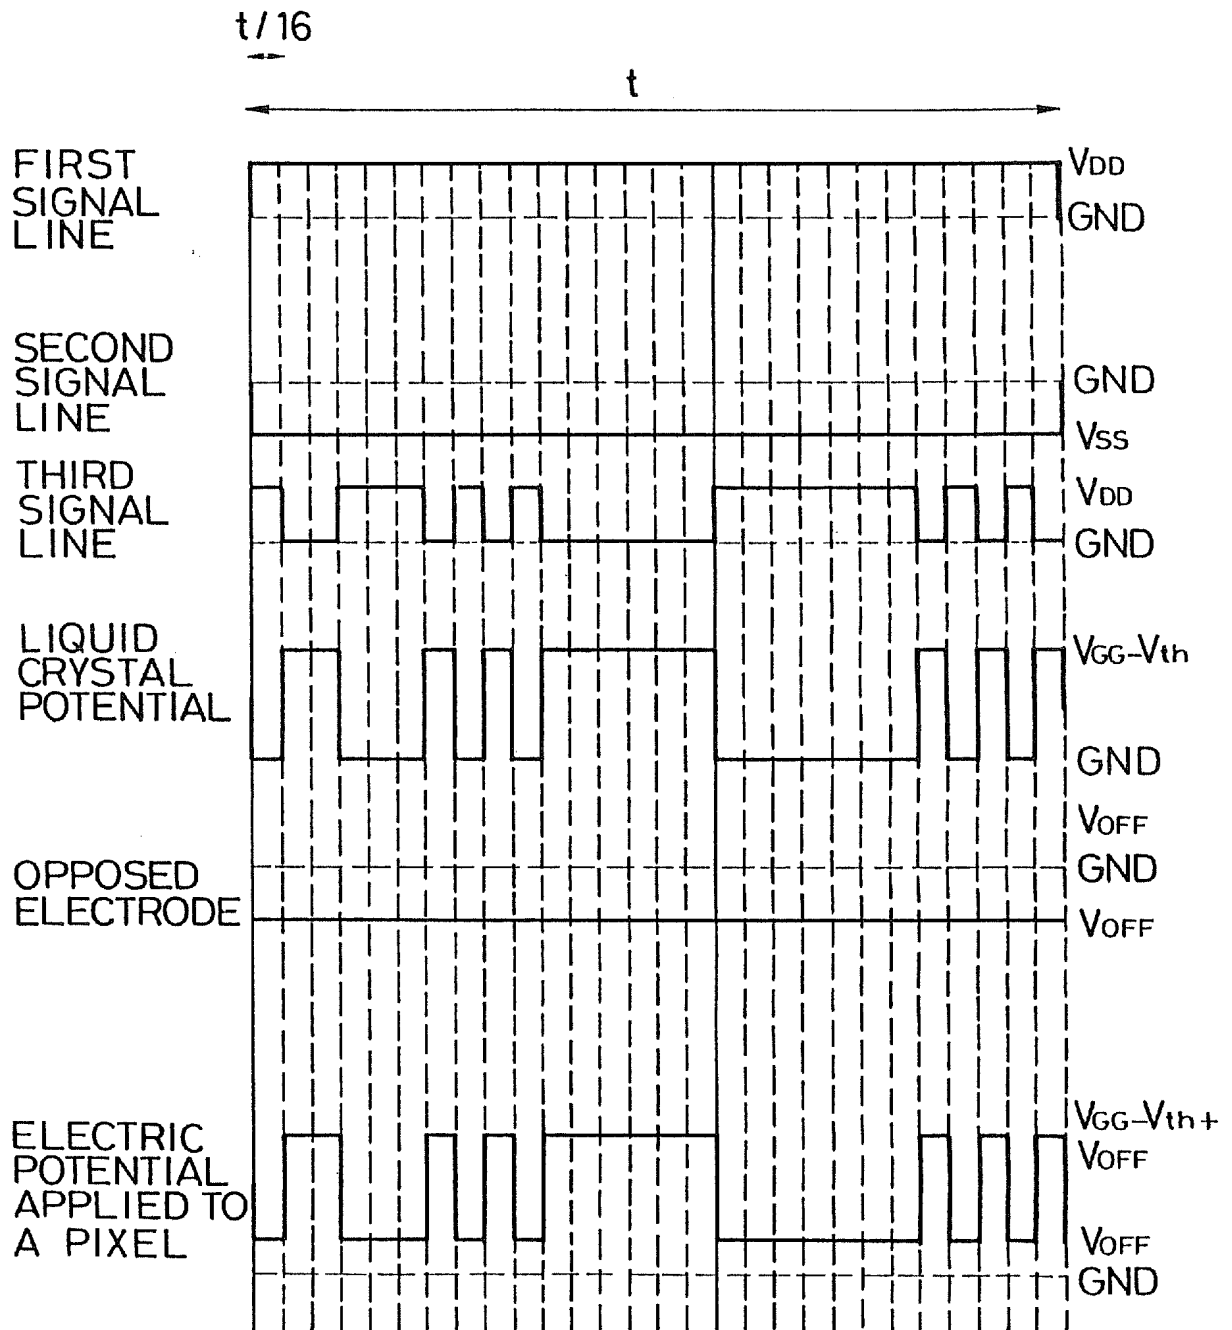 t/16
t
FIRST
SIGNAL
LINE
VDD
GND
SECOND
SIGNAL
LINE
GND
VSS
THIRD
SIGNAL
LINE
VDD
GND
LIQUID
CRYSTAL
POTENTIAL
VGG-Vth
GND
VOFF
GND
OPPOSED
ELECTRODE
VOFF
ELECTRIC
POTENTIAL
APPLIED TO
A PIXEL
VGG-Vth+
VOFF
VOFF
GND